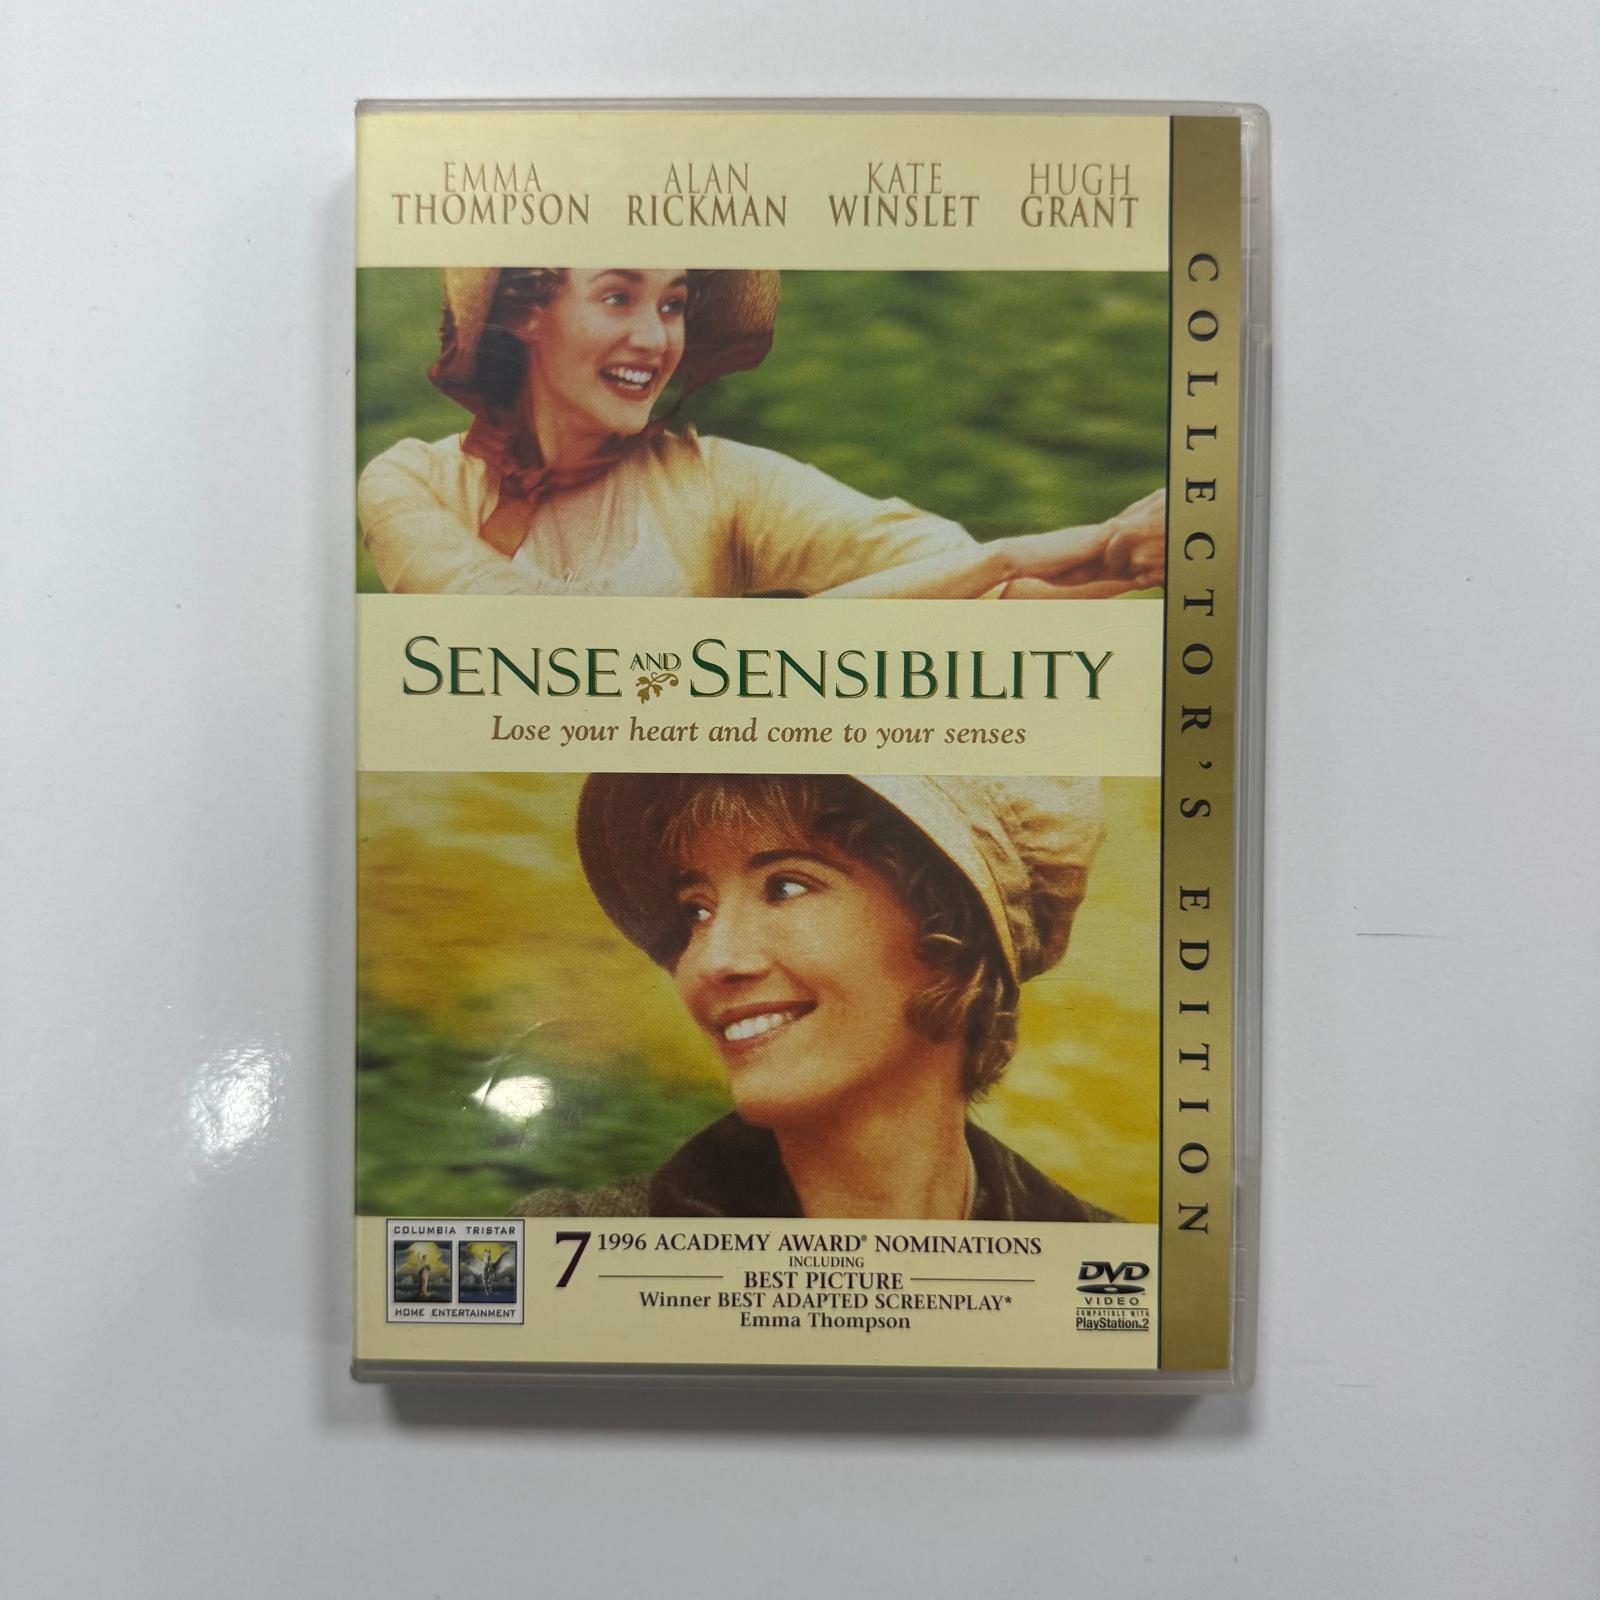 EMMA THOMPSON
ALAN RICKMAN
KATE WINSLET
HUGH GRANT
SENSE AND SENSIBILITY
Lose your heart and come to your senses
COLLECTOR'S EDITION
COLUMBIA TRISTAR
HOME ENTERTAINMENT
7 1996 ACADEMY AWARD® NOMINATIONS
INCLUDING
BEST PICTURE
Winner BEST ADAPTED SCREENPLAY*
Emma Thompson
DVD
VIDEO™
COMPATIBLE WITH
PlayStation.2